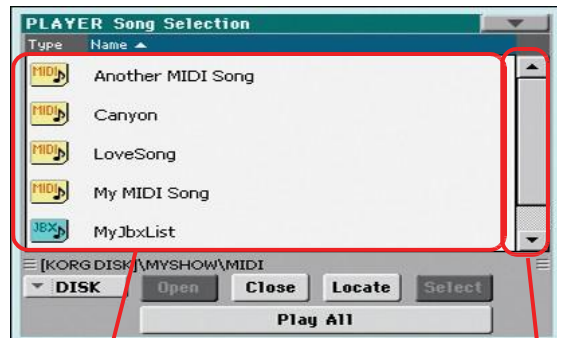 PLAYER Song Selection
Type Name
MIDI Another MIDI Song
MIDI Canyon
MIDI LoveSong
MIDI My MIDI Song
JBX MyJbxList
[KORG DISK]\MYSHOW\MIDI
DISK Open Close Locate Select
Play All